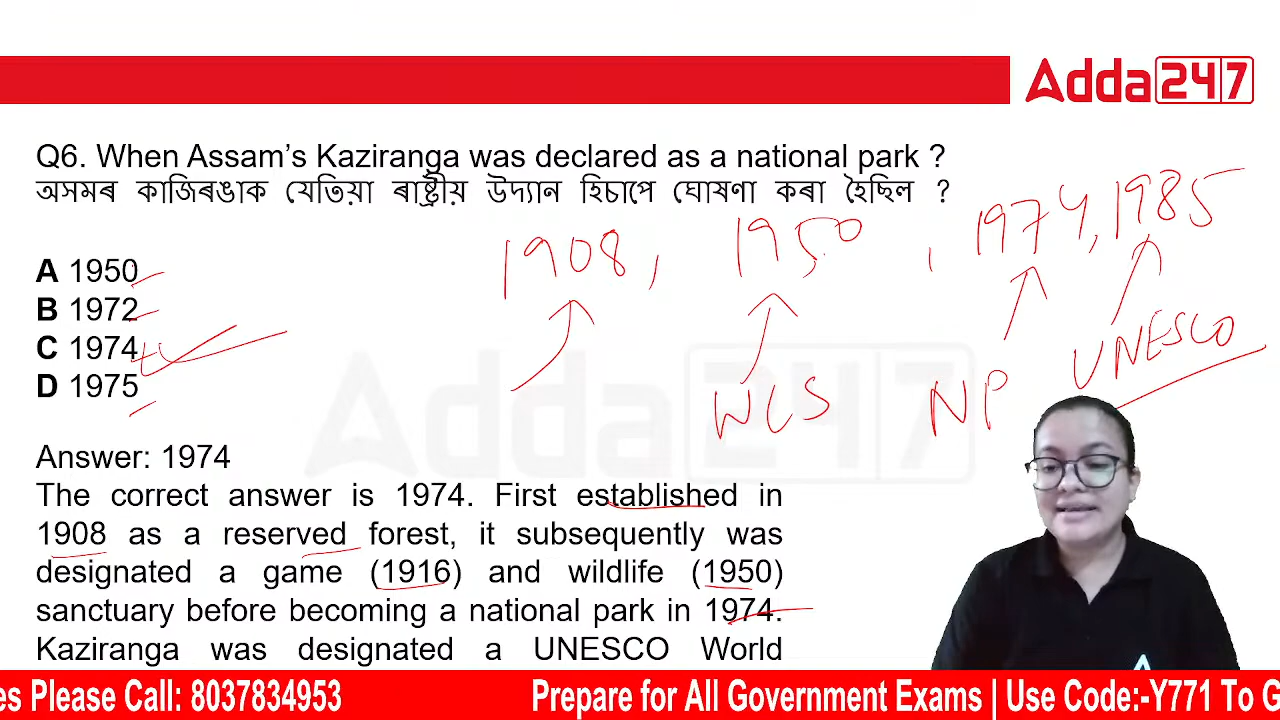 Adda247
Q6. When Assam's Kaziranga was declared as a national park ?
অসমৰ কাজিৰঙাক যেতিয়া ৰাষ্ট্ৰীয় উদ্যান হিচাপে ঘোষণা কৰা হৈছিল ?
1908, 1950, 1974, 1985
A 1950
B 1972
C 1974
D 1975
WLS NP UNESCO
Adda247
Answer: 1974
The correct answer is 1974. First established in
1908 as a reserved forest, it subsequently was
designated a game (1916) and wildlife (1950)
sanctuary before becoming a national park in 1974.
Kaziranga was designated a UNESCO World
es Please Call: 8037834953 Prepare for All Government Exams | Use Code:-Y771 To G